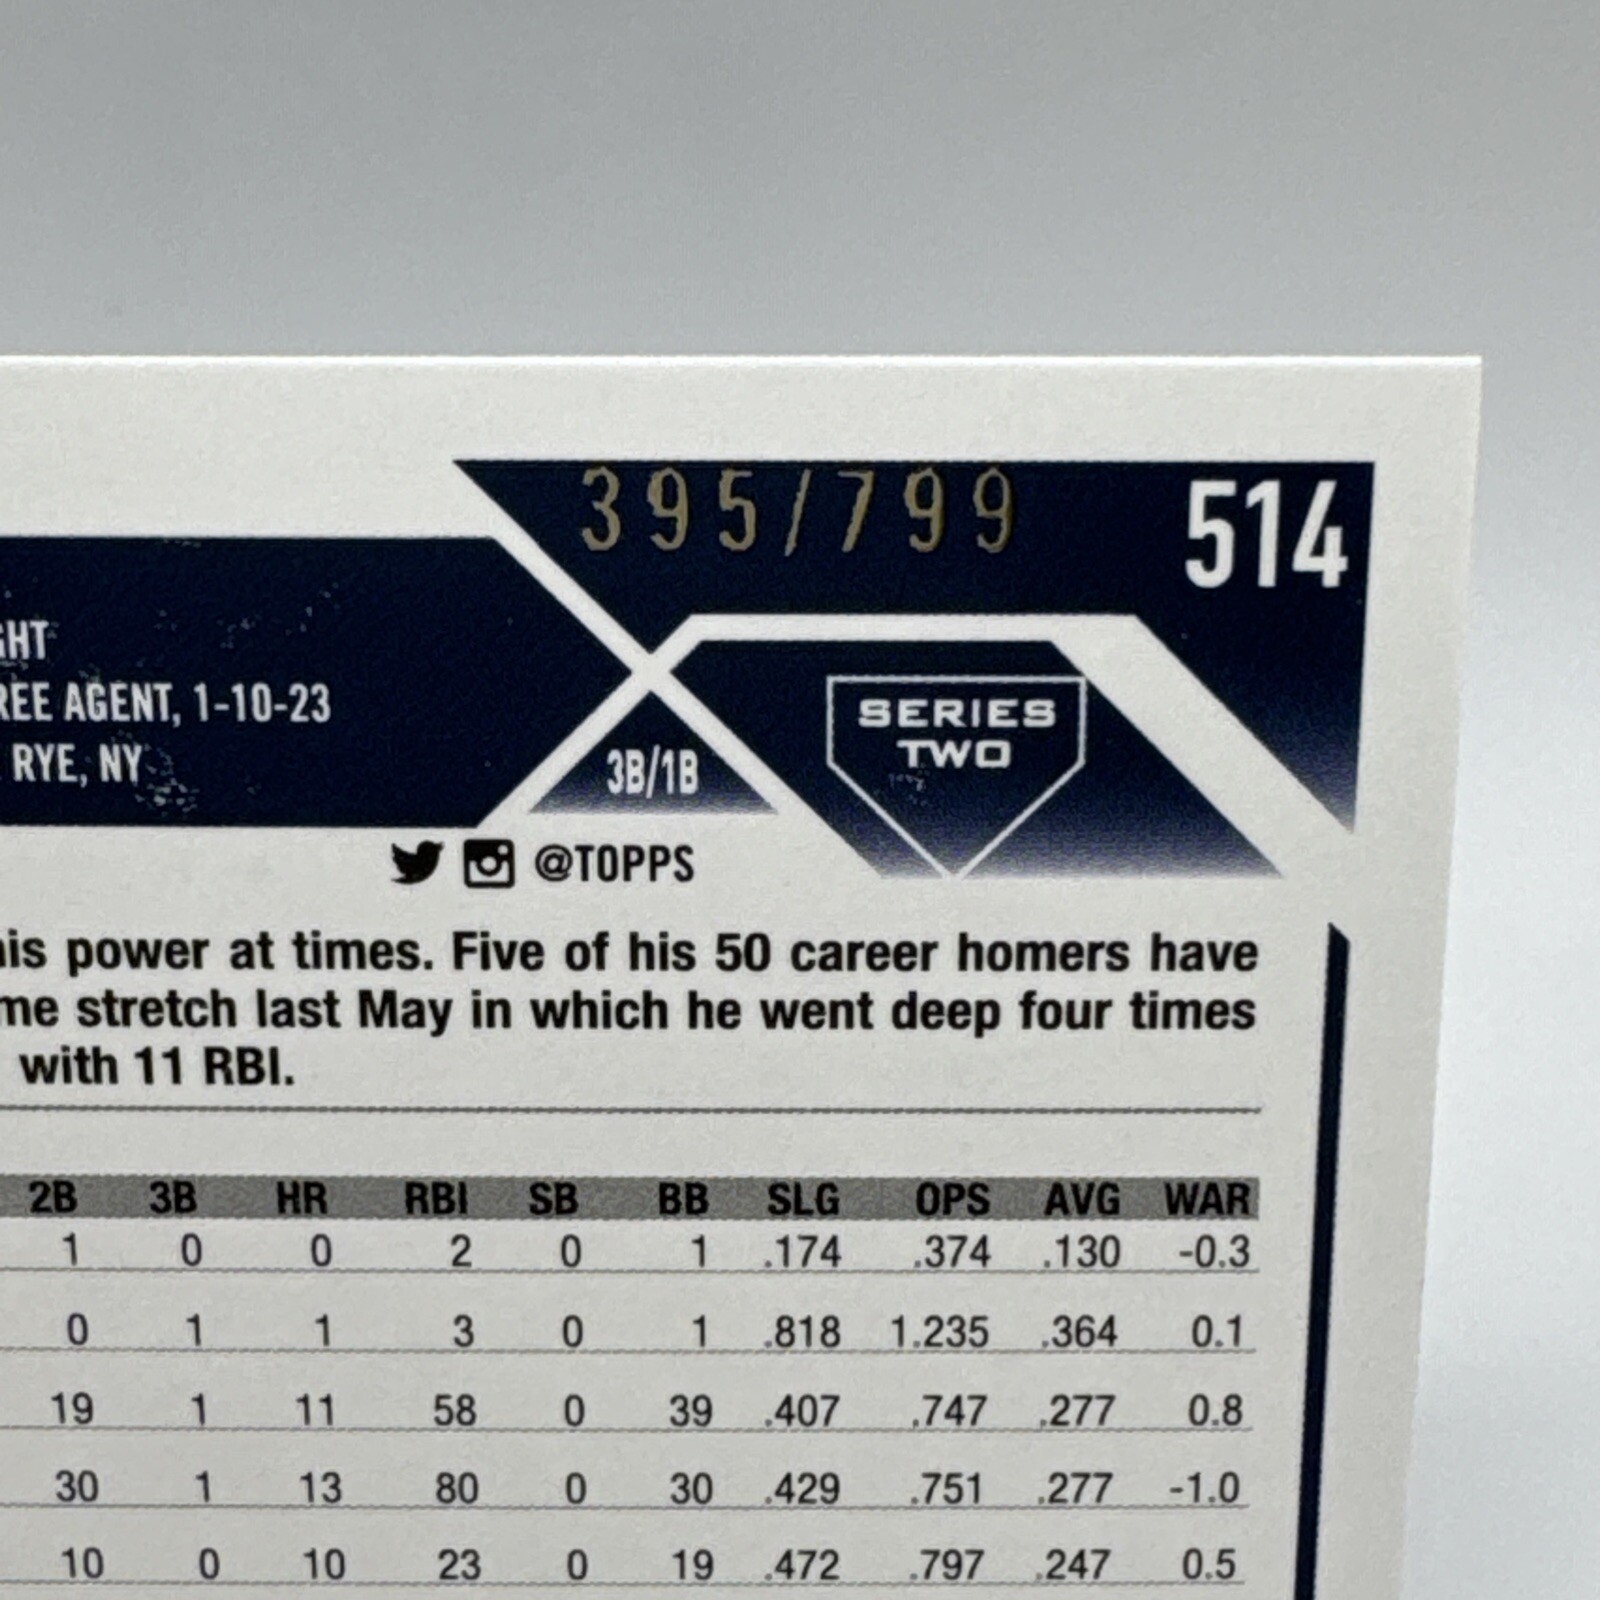 395/799
514
GHT
REE AGENT, 1-10-23
RYE, NY
SERIES
TWO
3B/1B
@TOPPS
his power at times. Five of his 50 career homers have
me stretch last May in which he went deep four times
with 11 RBI.
2B 3B HR RBI SB BB SLG OPS AVG WAR
1 0 0 2 0 1 .174 .374 .130 -0.3
0 1 1 3 0 1 .818 1.235 .364 0.1
19 1 11 58 0 39 .407 .747 .277 0.8
30 1 13 80 0 30 .429 .751 .277 -1.0
10 0 10 23 0 19 .472 .797 .247 0.5